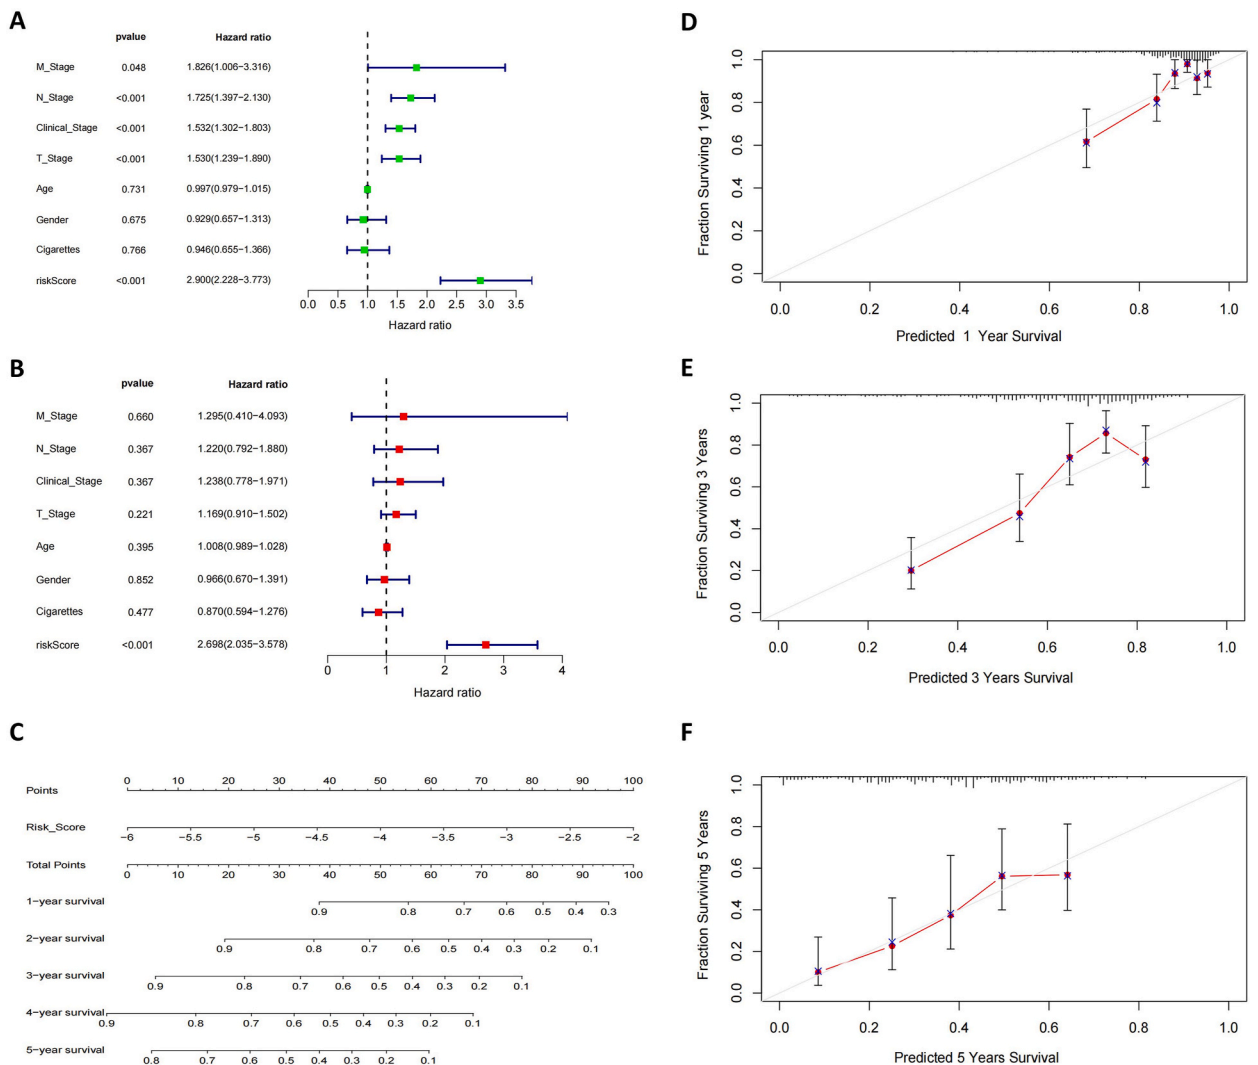 A
pvalue Hazard ratio
M_Stage 0.048 1.826(1.006−3.316)
N_Stage <0.001 1.725(1.397−2.130)
Clinical_Stage <0.001 1.532(1.302−1.803)
T_Stage <0.001 1.530(1.239−1.890)
Age 0.731 0.997(0.979−1.015)
Gender 0.675 0.929(0.657−1.313)
Cigarettes 0.766 0.946(0.655−1.366)
riskScore <0.001 2.900(2.228−3.773)
0.0 0.5 1.0 1.5 2.0 2.5 3.0 3.5
Hazard ratio
B
pvalue Hazard ratio
M_Stage 0.660 1.295(0.410−4.093)
N_Stage 0.367 1.220(0.792−1.880)
Clinical_Stage 0.367 1.238(0.778−1.971)
T_Stage 0.221 1.169(0.910−1.502)
Age 0.395 1.008(0.989−1.028)
Gender 0.852 0.966(0.670−1.391)
Cigarettes 0.477 0.870(0.594−1.276)
riskScore <0.001 2.698(2.035−3.578)
0 1 2 3 4
Hazard ratio
C
Points 0 10 20 30 40 50 60 70 80 90 100
Risk_Score −6 −5.5 −5 −4.5 −4 −3.5 −3 −2.5 −2
Total Points 0 10 20 30 40 50 60 70 80 90 100
1−year survival 0.9 0.8 0.7 0.6 0.5 0.4 0.3
2−year survival 0.9 0.8 0.7 0.6 0.5 0.4 0.3 0.2 0.1
3−year survival 0.9 0.8 0.7 0.6 0.5 0.4 0.3 0.2 0.1
4−year survival 0.9 0.8 0.7 0.6 0.5 0.4 0.3 0.2 0.1
5−year survival 0.8 0.7 0.6 0.5 0.4 0.3 0.2 0.1
D
Fraction Surviving 1 year
0.0 0.2 0.4 0.6 0.8 1.0
0.0 0.2 0.4 0.6 0.8 1.0
Predicted 1 Year Survival
E
Fraction Surviving 3 Years
0.0 0.2 0.4 0.6 0.8 1.0
0.0 0.2 0.4 0.6 0.8 1.0
Predicted 3 Years Survival
F
Fraction Surviving 5 Years
0.0 0.2 0.4 0.6 0.8 1.0
0.0 0.2 0.4 0.6 0.8 1.0
Predicted 5 Years Survival